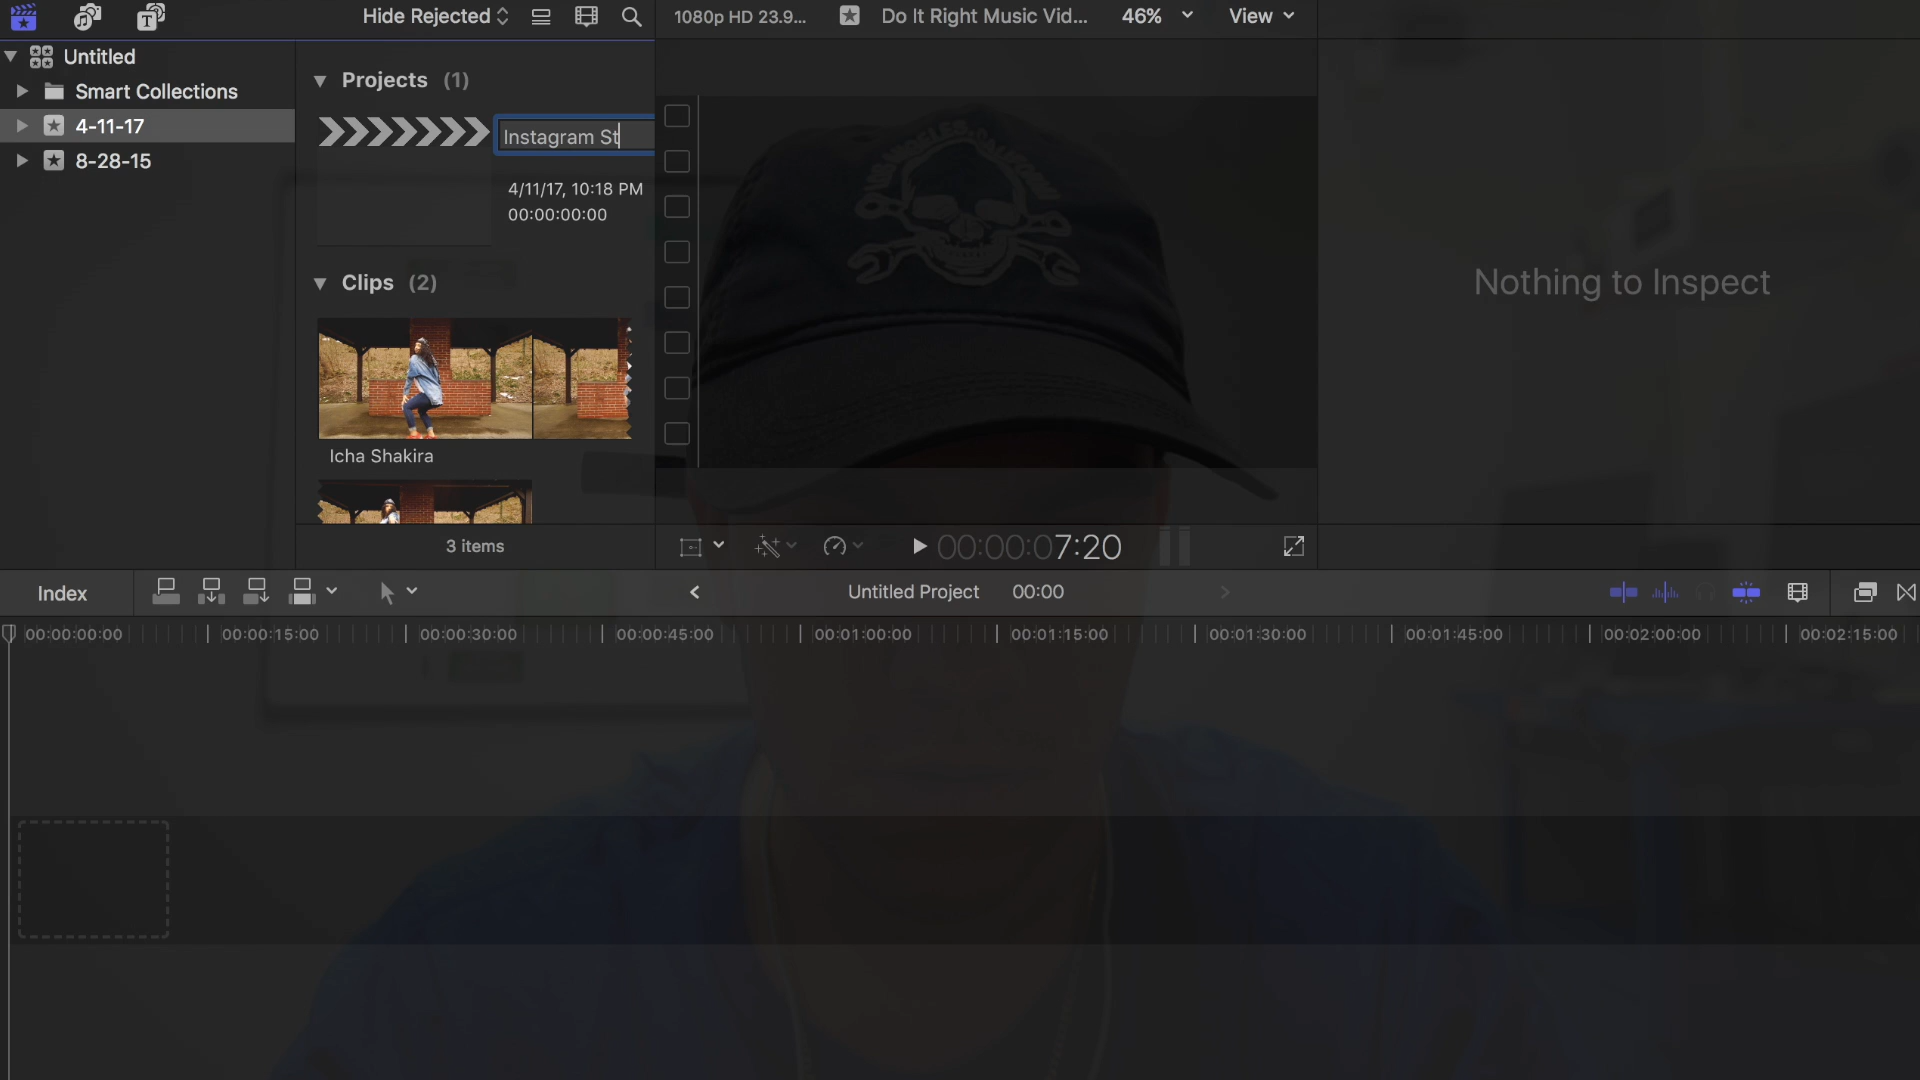 Hide Rejected
1080p HD 23.9...
Do It Right Music Vid...
46%
View
Untitled
Smart Collections
4-11-17
8-28-15
Projects (1)
Instagram St
4/11/17, 10:18 PM
00:00:00:00
Clips (2)
Icha Shakira
3 items
Nothing to Inspect
00:00:07:20
Index
Untitled Project 00:00
00:00:00:00 00:00:15:00 00:00:30:00 00:00:45:00 00:01:00:00 00:01:15:00 00:01:30:00 00:01:45:00 00:02:00:00 00:02:15:00